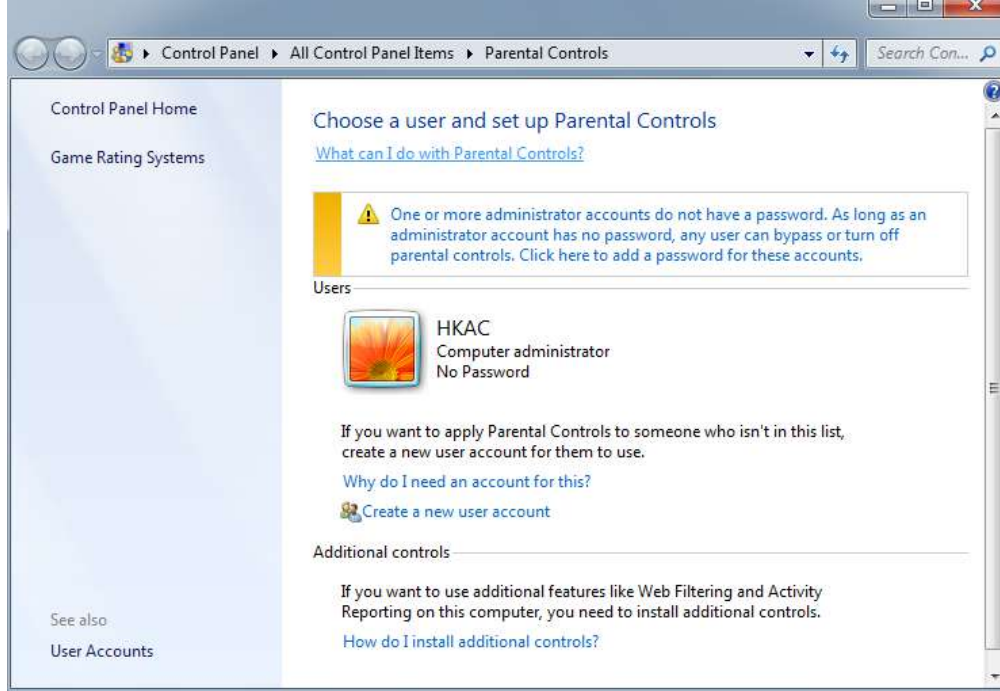 Control Panel ▸ All Control Panel Items ▸ Parental Controls
Search Con...
Control Panel Home
Game Rating Systems
Choose a user and set up Parental Controls
What can I do with Parental Controls?
One or more administrator accounts do not have a password. As long as an
administrator account has no password, any user can bypass or turn off
parental controls. Click here to add a password for these accounts.
Users
HKAC
Computer administrator
No Password
If you want to apply Parental Controls to someone who isn't in this list,
create a new user account for them to use.
Why do I need an account for this?
Create a new user account
Additional controls
If you want to use additional features like Web Filtering and Activity
Reporting on this computer, you need to install additional controls.
How do I install additional controls?
See also
User Accounts